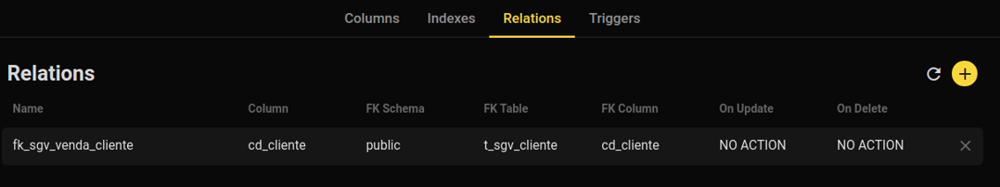 Columns Indexes Relations Triggers
Relations
Name Column FK Schema FK Table FK Column On Update On Delete
fk_sgv_venda_cliente cd_cliente public t_sgv_cliente cd_cliente NO ACTION NO ACTION